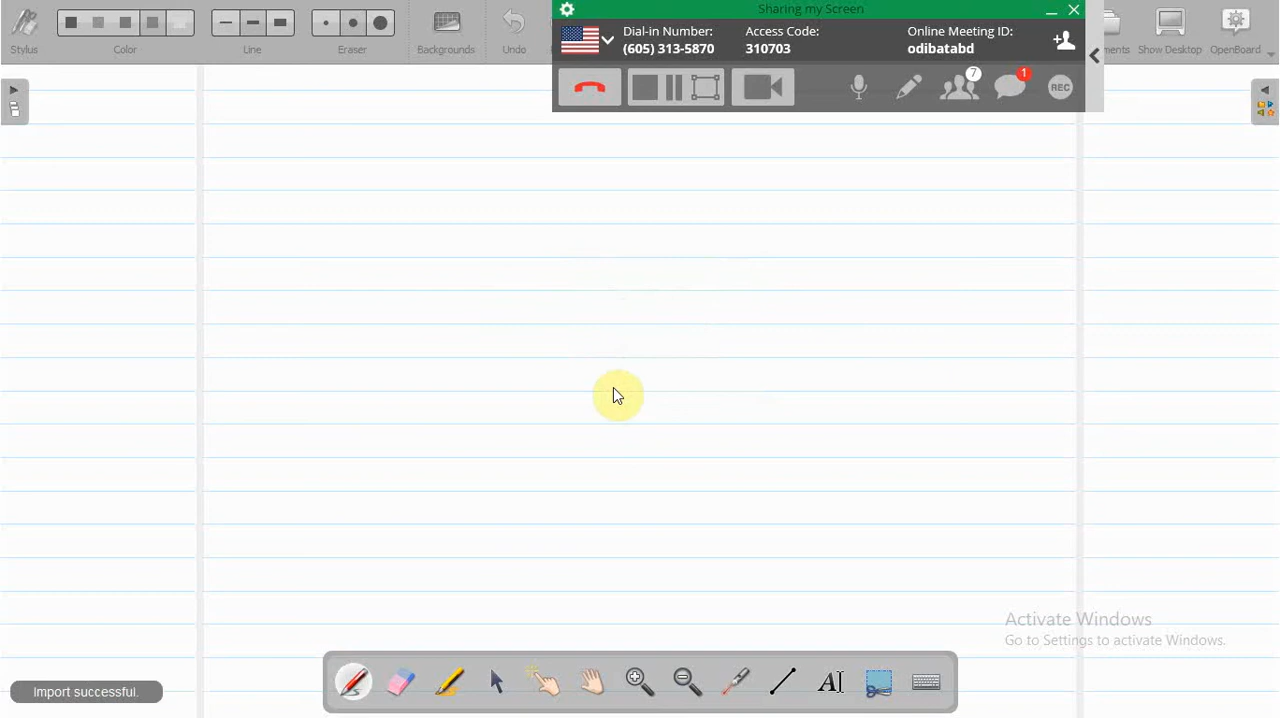 Sharing my Screen
Dial-in Number: Access Code: Online Meeting ID:
(605) 313-5870 310703 odibatabd
7 1 REC
Stylus Color Line Eraser Backgrounds Undo ments Show Desktop OpenBoard
Activate Windows
Go to Settings to activate Windows.
Import successful.
AI